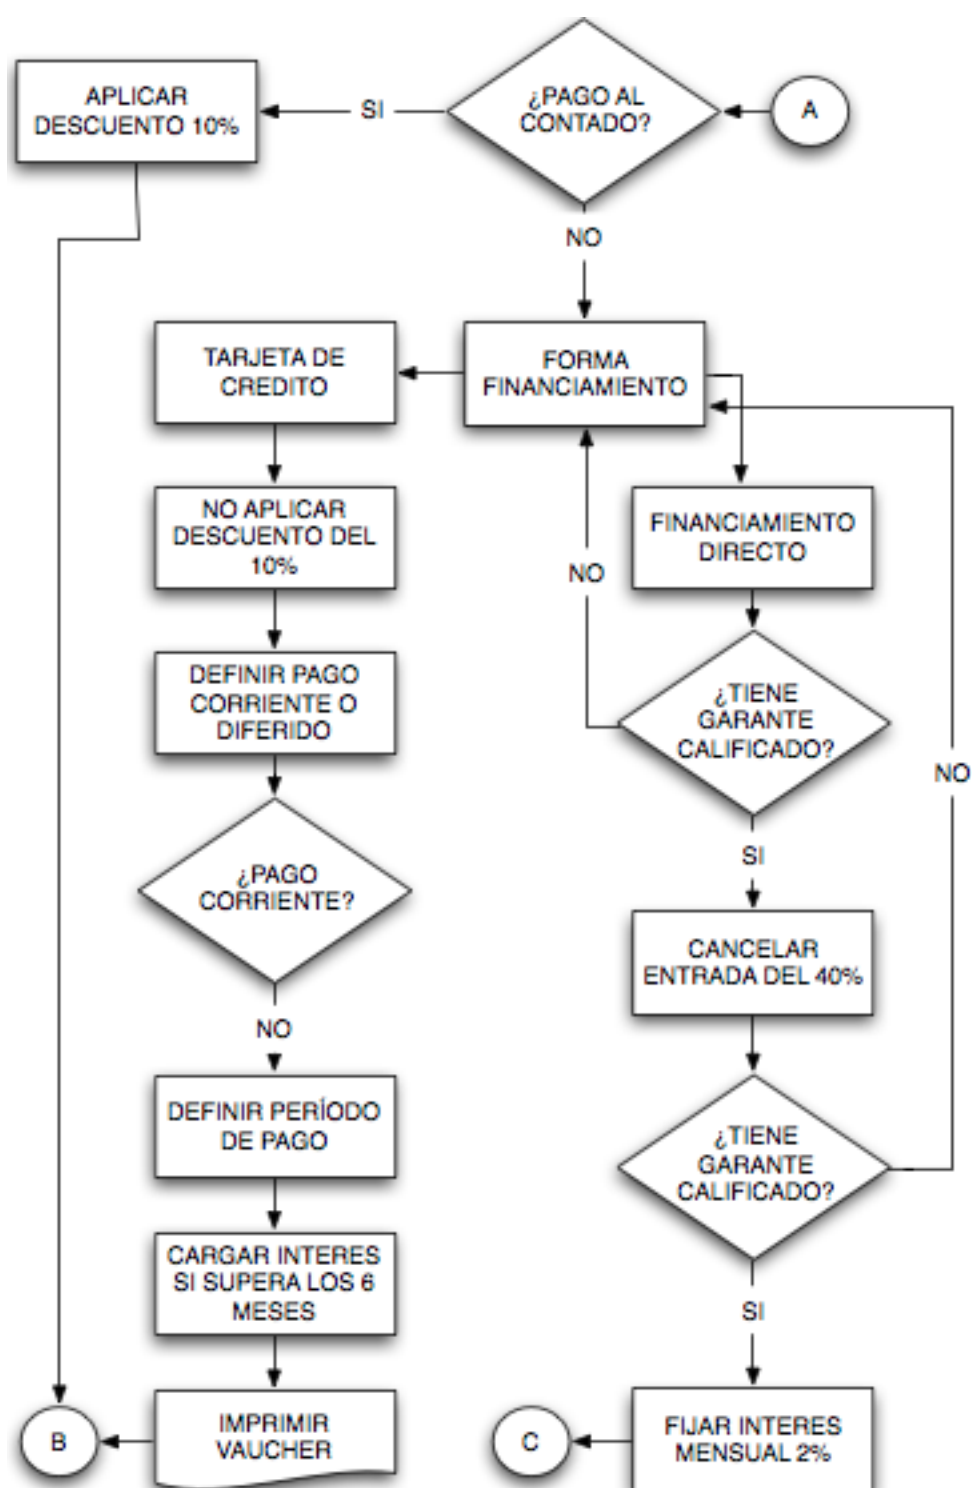 APLICAR
DESCUENTO 10%
SI
¿PAGO AL
CONTADO?
A
NO
TARJETA DE
CREDITO
FORMA
FINANCIAMIENTO
NO APLICAR
DESCUENTO DEL
10%
NO
FINANCIAMIENTO
DIRECTO
DEFINIR PAGO
CORRIENTE O
DIFERIDO
¿TIENE
GARANTE
CALIFICADO?
NO
¿PAGO
CORRIENTE?
SI
CANCELAR
ENTRADA DEL 40%
NO
DEFINIR PERÍODO
DE PAGO
¿TIENE
GARANTE
CALIFICADO?
CARGAR INTERES
SI SUPERA LOS 6
MESES
SI
B
IMPRIMIR
VAUCHER
C
FIJAR INTERES
MENSUAL 2%